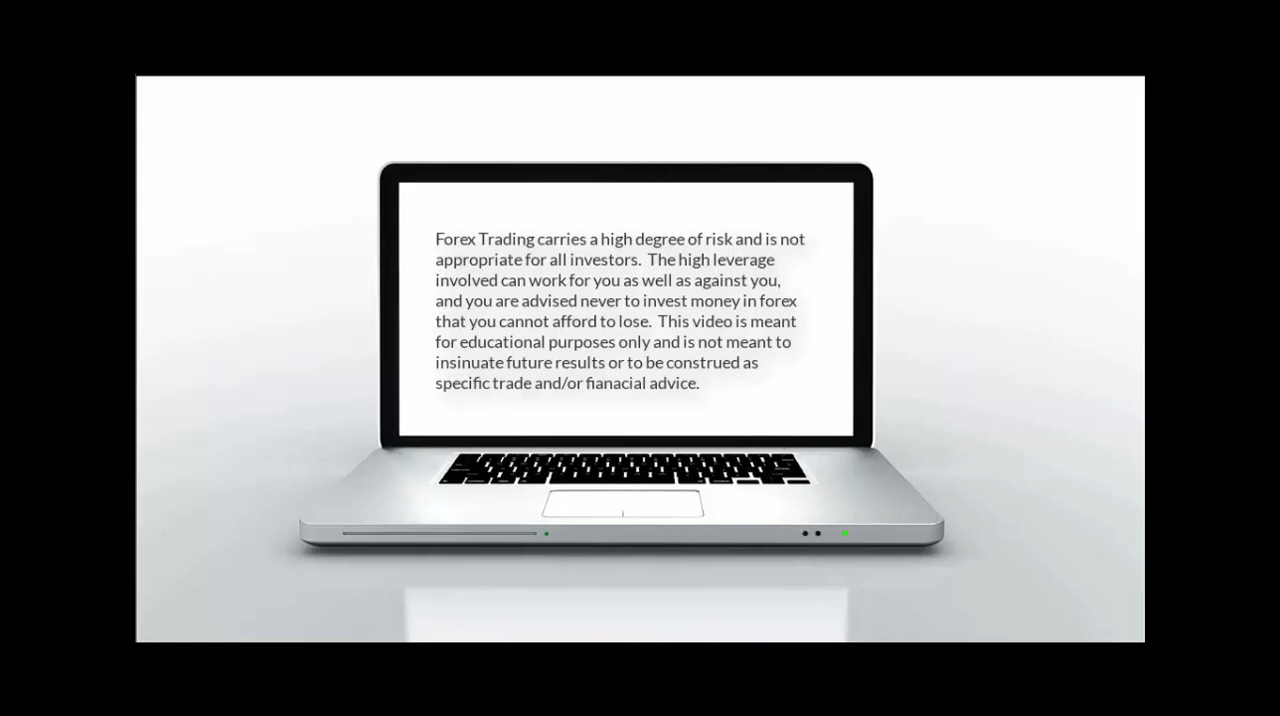 Forex Trading carries a high degree of risk and is not
appropriate for all investors.  The high leverage
involved can work for you as well as against you,
and you are advised never to invest money in forex
that you cannot afford to lose.  This video is meant
for educational purposes only and is not meant to
insinuate future results or to be construed as
specific trade and/or fianacial advice.